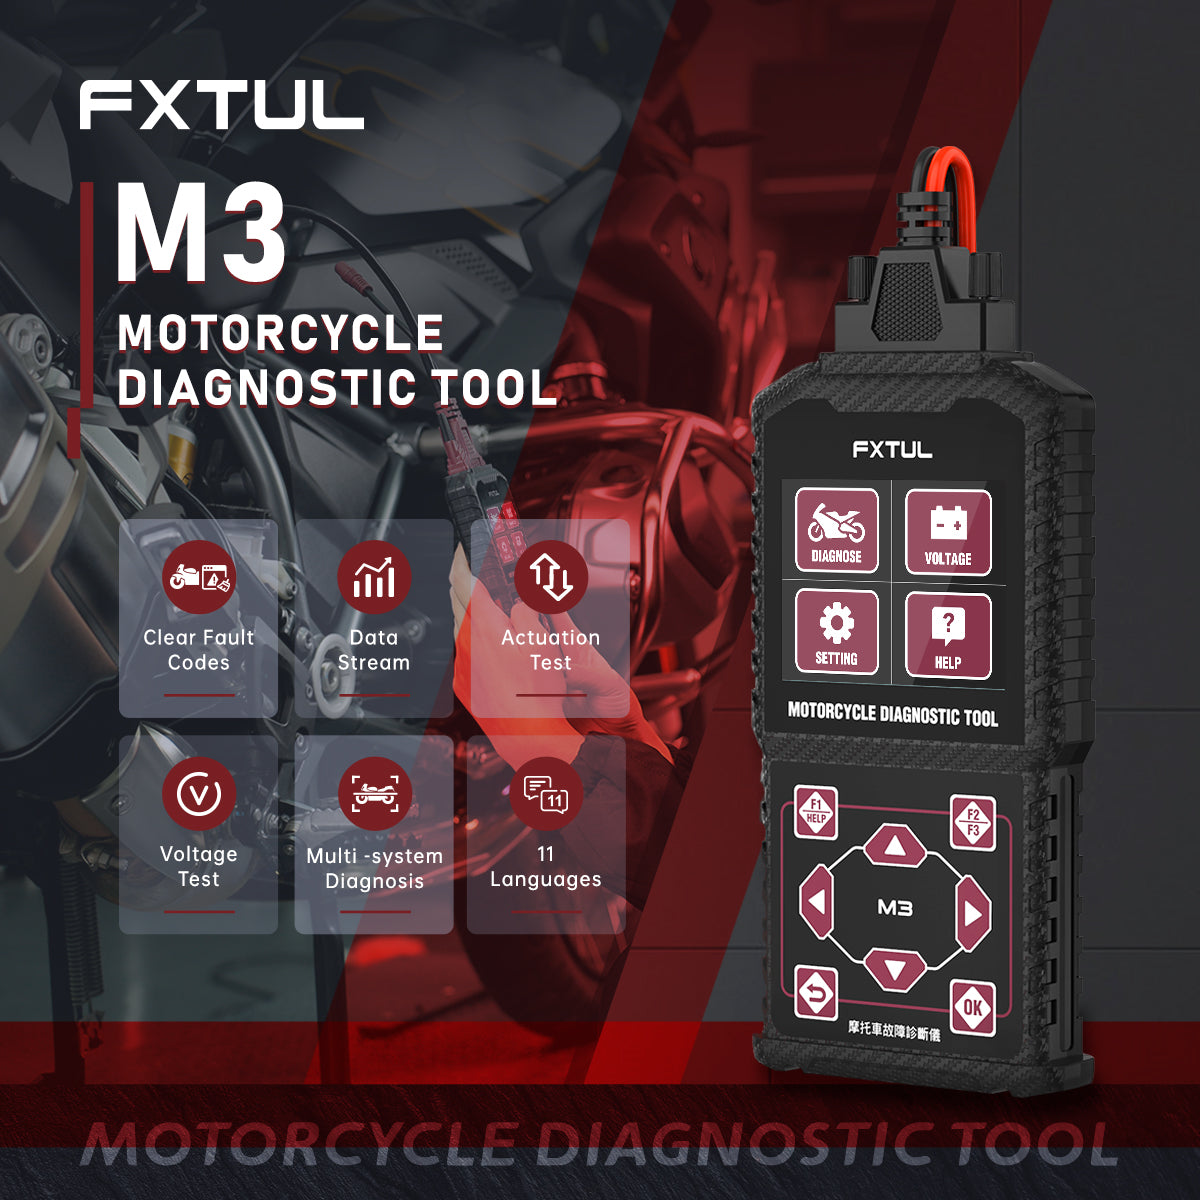 FXTUL
M3
MOTORCYCLE
DIAGNOSTIC TOOL
Clear Fault
Codes
Data
Stream
Actuation
Test
Voltage
Test
Multi -system
Diagnosis
11
11
Languages
FXTUL
DIAGNOSE
VOLTAGE
SETTING
?
HELP
MOTORCYCLE DIAGNOSTIC TOOL
F1
HELP
F2
F3
M3
OK
摩托車故障診斷儀
MOTORCYCLE DIAGNOSTIC TOOL